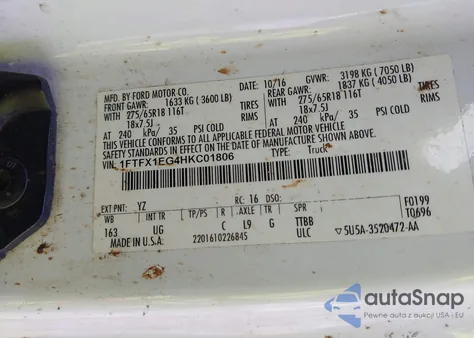 MFD. BY FORD MOTOR CO.
DATE: 10/16 GVWR: 3198 KG ( 7050 LB)
FRONT GAWR: 1633 KG ( 3600 LB) REAR GAWR: 1837 KG ( 4050 LB)
WITH 275/65R18 116T TIRES WITH 275/65R18 116T TIRES
18x7.5J RIMS 18x7.5J RIMS
AT 240 kPa/ 35 PSI COLD AT 240 kPa/ 35 PSI COLD
THIS VEHICLE CONFORMS TO ALL APPLICABLE FEDERAL MOTOR VEHICLE
SAFETY STANDARDS IN EFFECT ON THE DATE OF MANUFACTURE SHOWN ABOVE.
VIN: 1FTFX1EG4HKC01806 TYPE: Truck
EXT PNT: YZ RC: 16 DSO: F0199
WB INT TR TP/PS R AXLE TR SPR T0696
163 UG C L9 G TTBB
MADE IN U.S.A. 2201610226845 ULC 5U5A-3520472-AA
autoSnap
Pewne auta z aukcji USA - EU